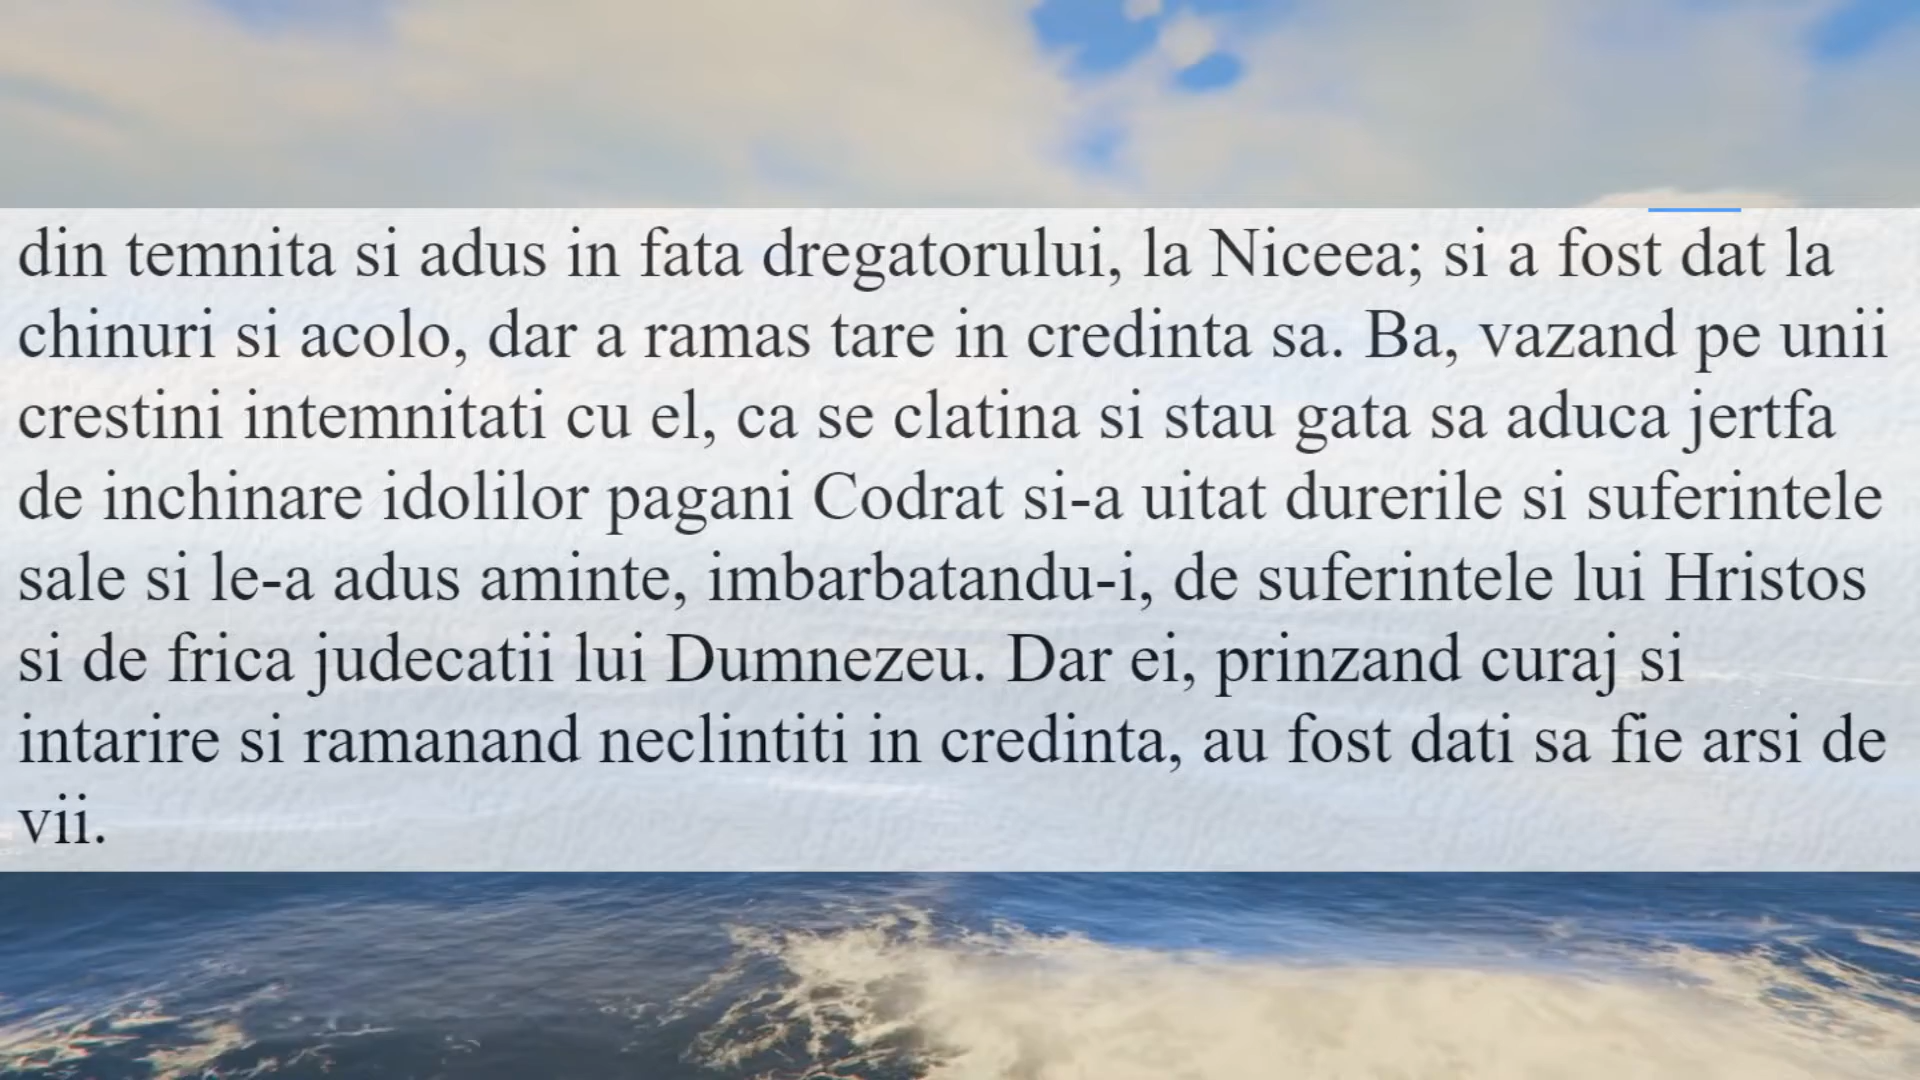 din temnita si adus in fata dregatorului, la Niceea; si a fost dat la
chinuri si acolo, dar a ramas tare in credinta sa. Ba, vazand pe unii
crestini intemnitati cu el, ca se clatina si stau gata sa aduca jertfa
de inchinare idolilor pagani Codrat si-a uitat durerile si suferintele
sale si le-a adus aminte, imbarbatandu-i, de suferintele lui Hristos
si de frica judecatii lui Dumnezeu. Dar ei, prinzand curaj si
intarire si ramanand neclintiti in credinta, au fost dati sa fie arsi de
vii.